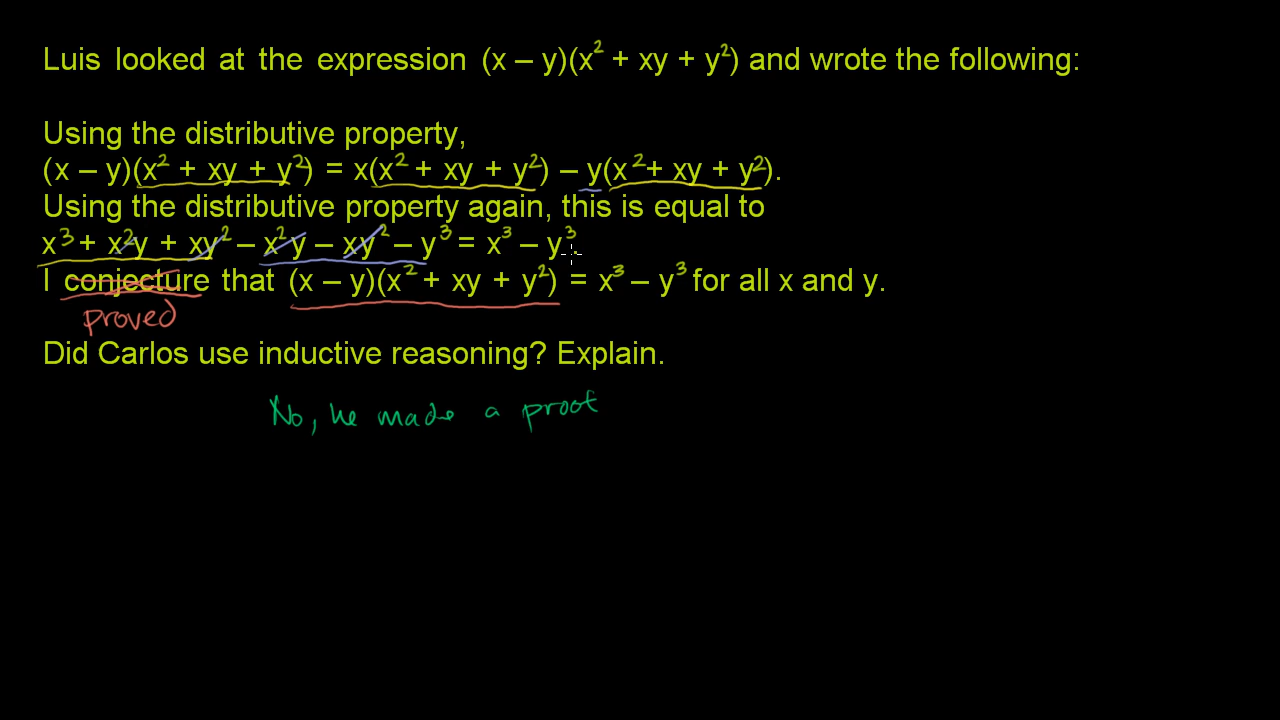 Luis looked at the expression (x – y)(x² + xy + y²) and wrote the following:
Using the distributive property,
(x – y)(x² + xy + y²) = x(x² + xy + y²) – y(x² + xy + y²).
Using the distributive property again, this is equal to
x³ + x²y + xy² – x²y – xy² – y³ = x³ – y³
I conjecture that (x – y)(x² + xy + y²) = x³ – y³ for all x and y.
proved
Did Carlos use inductive reasoning? Explain.
No, he made a proof